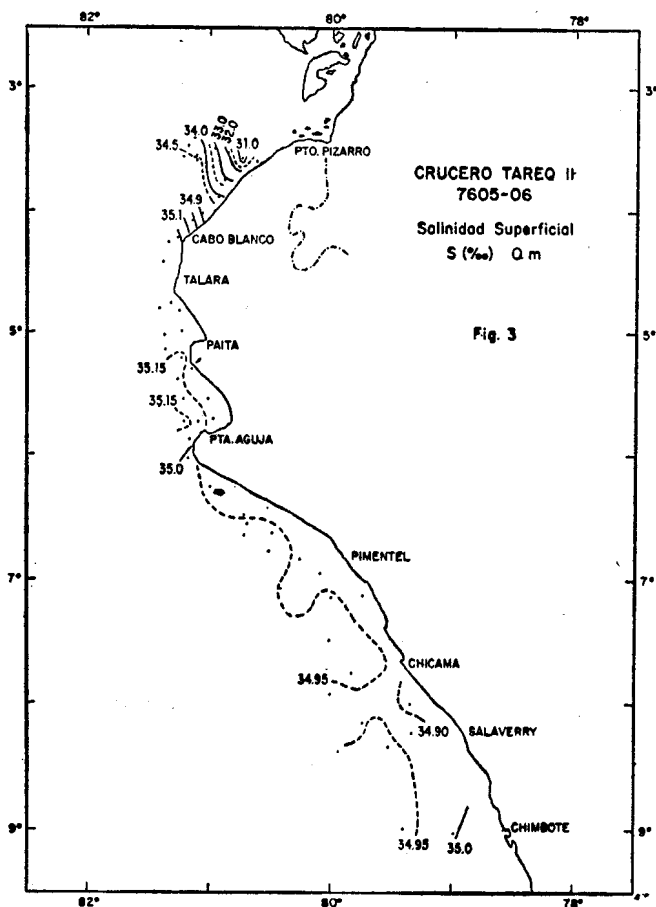 82°
80°
78°
3°
3°
34.5
34.0
33.0
32.0
31.0
PTO. PIZARRO
CRUCERO TAREQ II
7605-06
Salinidad Superficial
S (‰) 0 m
34.9
35.1
CABO BLANCO
TALARA
5°
5°
Fig. 3
PAITA
35.15
35.15
PTA. AGUJA
35.0
PIMENTEL
7°
7°
CHICAMA
34.95
34.90
SALAVERRY
9°
9°
CHIMBOTE
34.95
35.0
82°
80°
78°